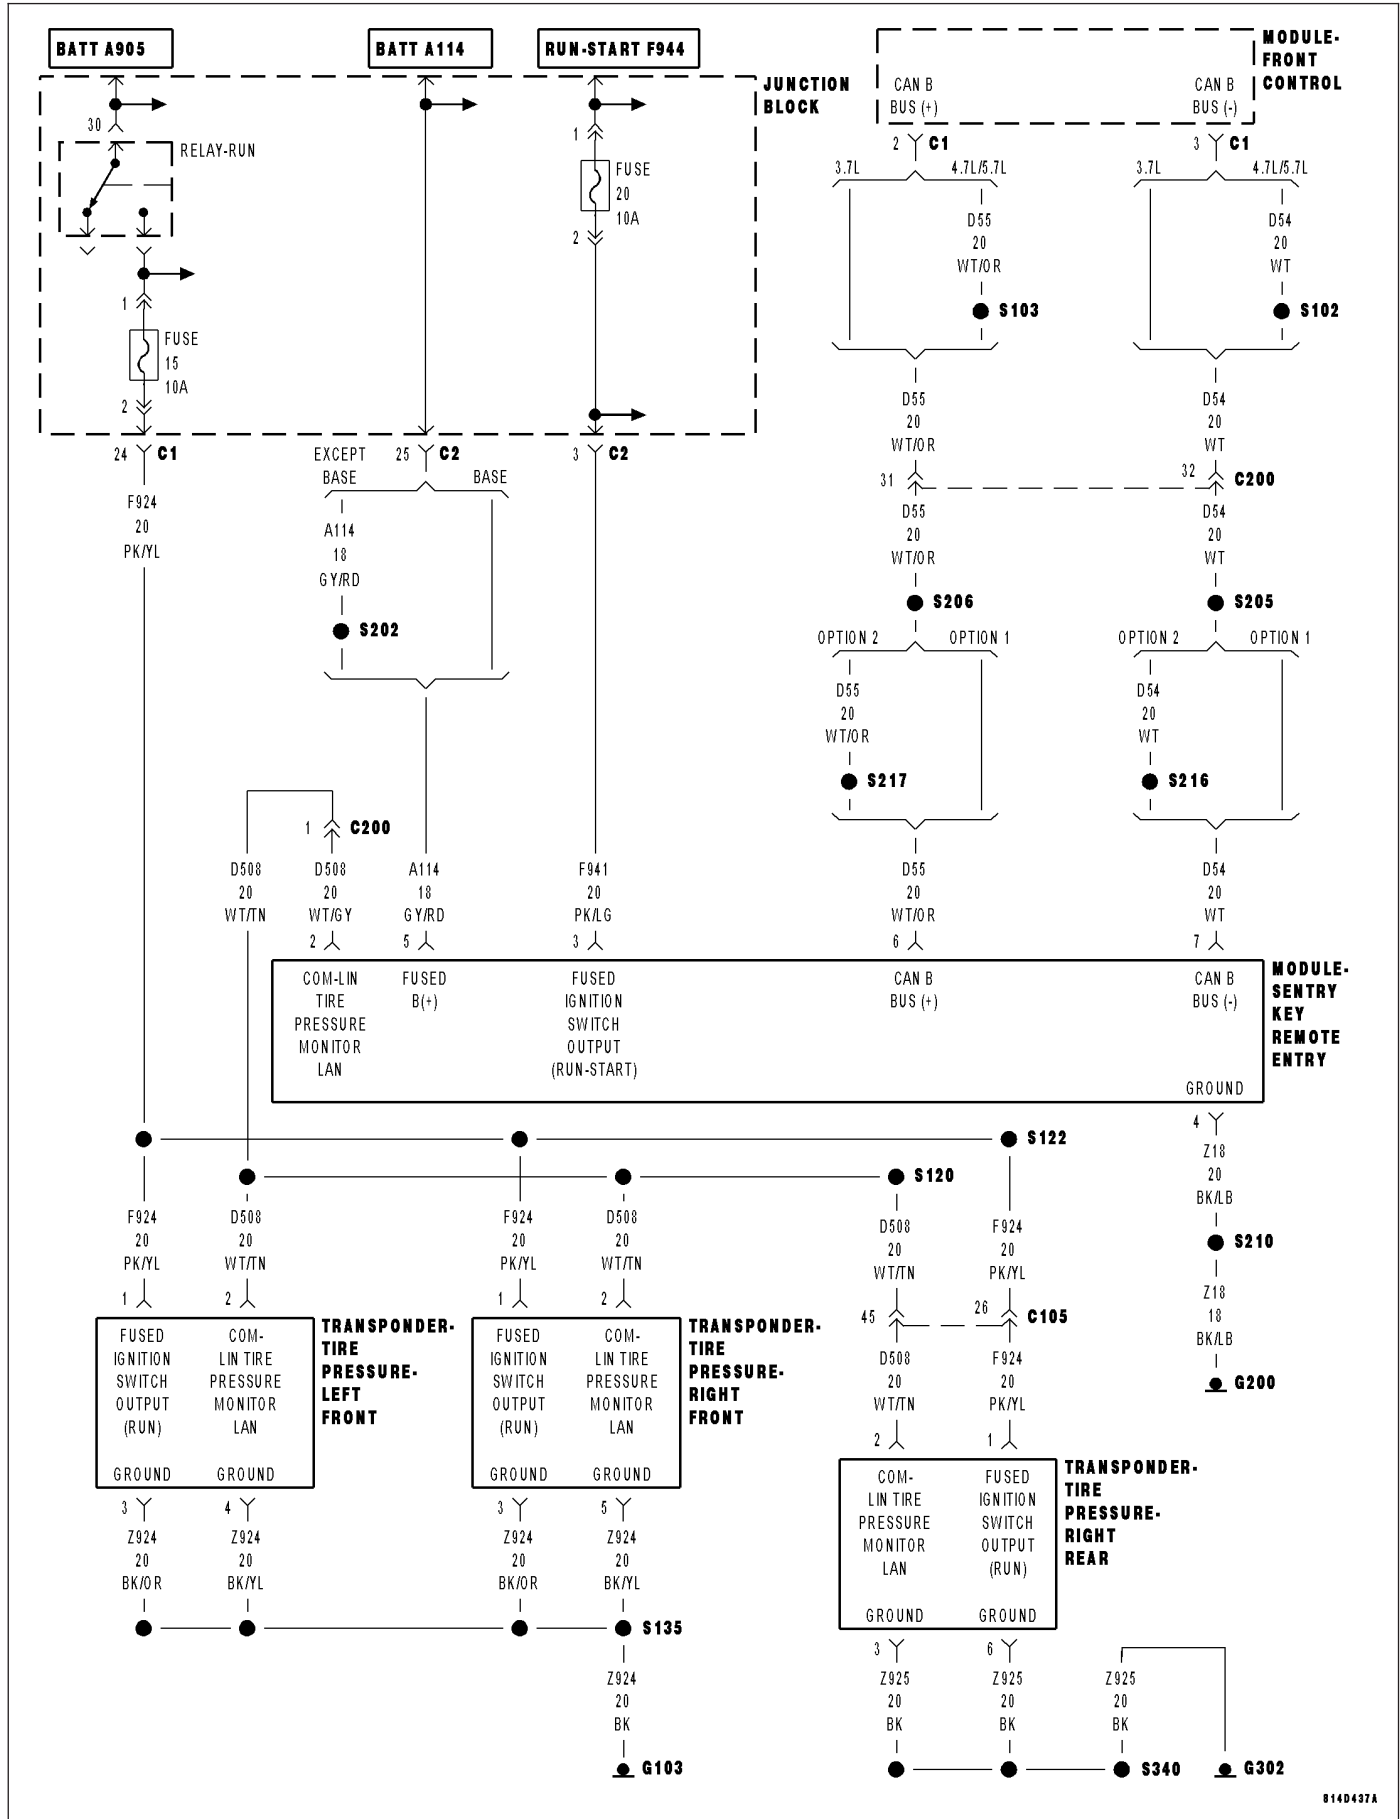 BATT A905
BATT A114
RUN-START F944
MODULE-
FRONT
CONTROL
JUNCTION
BLOCK
CAN B
BUS (+)
CAN B
BUS (-)
30
RELAY-RUN
1
FUSE
20
10A
2
2 C1
3 C1
3.7L
4.7L/5.7L
3.7L
4.7L/5.7L
D55
20
WT/OR
S103
D54
20
WT
S102
1
FUSE
15
10A
2
24 C1
EXCEPT
BASE
25 C2
BASE
3 C2
D55
20
WT/OR
D54
20
WT
31
32
C200
F924
20
PK/YL
A114
18
GY/RD
S202
D55
20
WT/OR
D54
20
WT
S206
S205
OPTION 2
OPTION 1
OPTION 2
OPTION 1
D55
20
WT/OR
S217
D54
20
WT
S216
1
C200
D508
20
WT/TN
D508
20
WT/GY
A114
18
GY/RD
F941
20
PK/LG
D55
20
WT/OR
D54
20
WT
2
5
3
6
7
COM-LIN
TIRE
PRESSURE
MONITOR
LAN
FUSED
B(+)
FUSED
IGNITION
SWITCH
OUTPUT
(RUN-START)
CAN B
BUS (+)
CAN B
BUS (-)
GROUND
MODULE-
SENTRY
KEY
REMOTE
ENTRY
4
Z18
20
BK/LB
S210
Z18
18
BK/LB
G200
S122
S120
F924
20
PK/YL
D508
20
WT/TN
F924
20
PK/YL
D508
20
WT/TN
D508
20
WT/TN
F924
20
PK/YL
1
2
1
2
45
26
C105
FUSED
IGNITION
SWITCH
OUTPUT
(RUN)
COM-
LIN TIRE
PRESSURE
MONITOR
LAN
GROUND
GROUND
TRANSPONDER-
TIRE
PRESSURE-
LEFT
FRONT
FUSED
IGNITION
SWITCH
OUTPUT
(RUN)
COM-
LIN TIRE
PRESSURE
MONITOR
LAN
GROUND
GROUND
TRANSPONDER-
TIRE
PRESSURE-
RIGHT
FRONT
D508
20
WT/TN
F924
20
PK/YL
2
1
COM-
LIN TIRE
PRESSURE
MONITOR
LAN
FUSED
IGNITION
SWITCH
OUTPUT
(RUN)
GROUND
GROUND
TRANSPONDER-
TIRE
PRESSURE-
RIGHT
REAR
3
4
3
5
Z924
20
BK/OR
Z924
20
BK/YL
Z924
20
BK/OR
Z924
20
BK/YL
S135
Z924
20
BK
G103
3
6
Z925
20
BK
Z925
20
BK
Z925
20
BK
S340
G302
814D437A